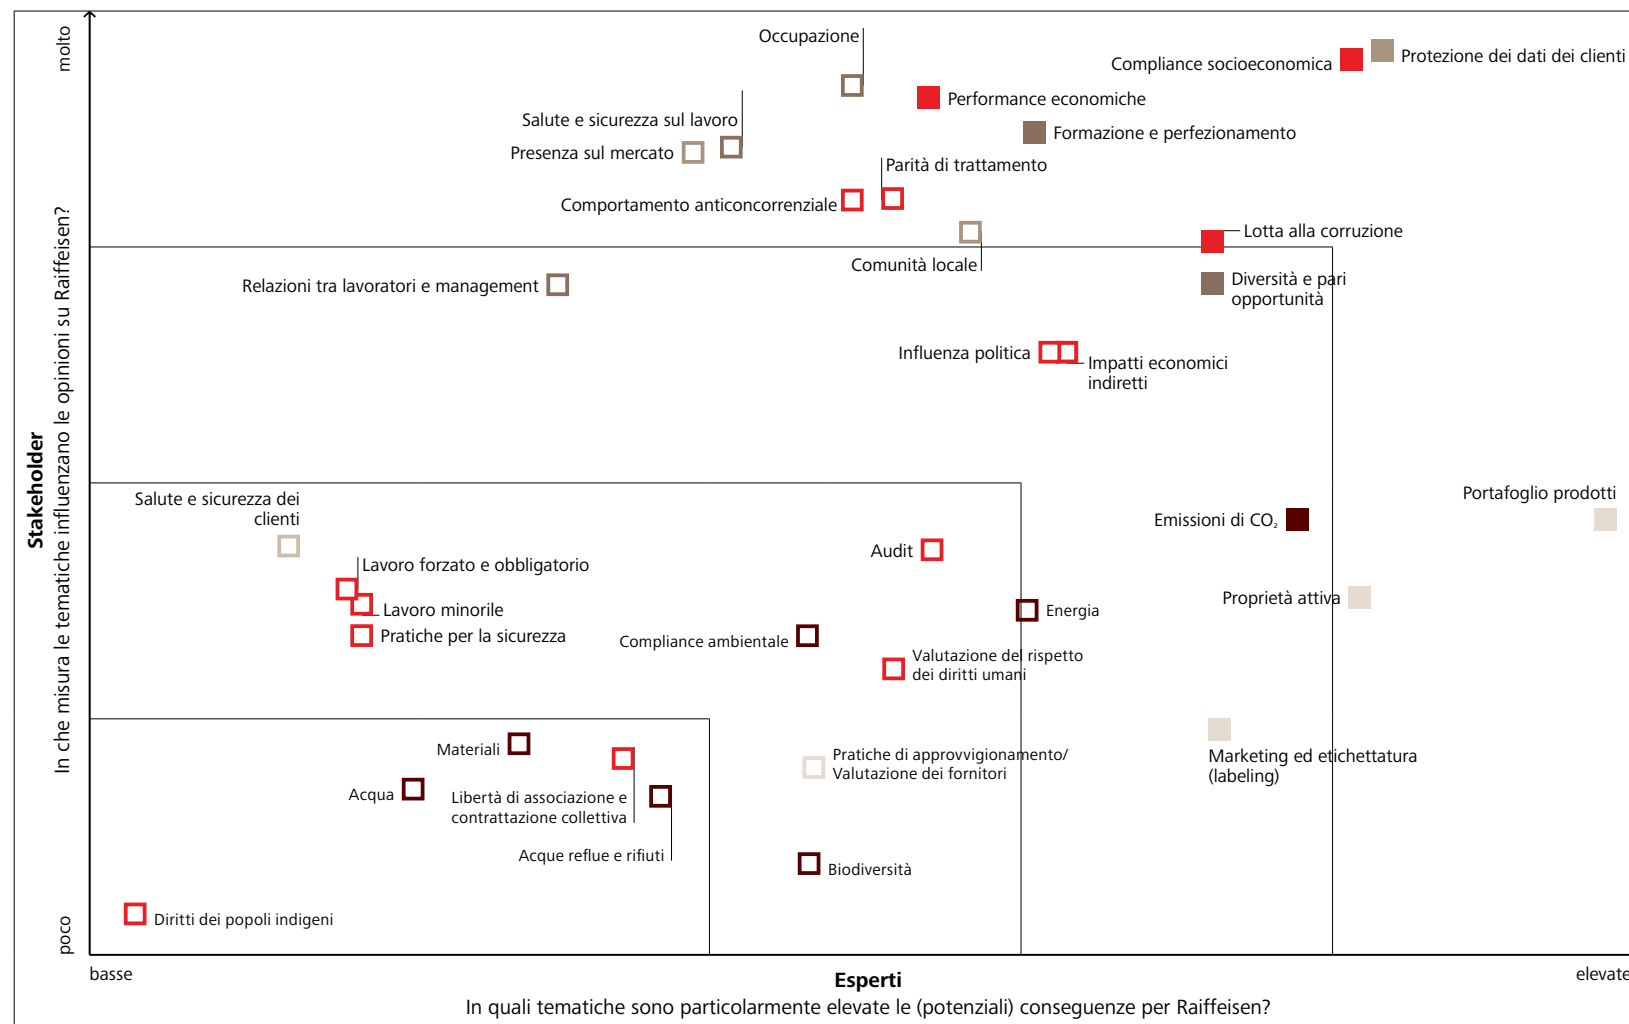 molto
Occupazione
Compliance socioeconomica
Protezione dei dati dei clienti
Performance economiche
Salute e sicurezza sul lavoro
Formazione e perfezionamento
Presenza sul mercato
Parità di trattamento
Comportamento anticoncorrenziale
Lotta alla corruzione
Comunità locale
Relazioni tra lavoratori e management
Diversità e pari
opportunità
Influenza politica
Impatti economici
indiretti
Stakeholder
In che misura le tematiche influenzano le opinioni su Raiffeisen?
Salute e sicurezza dei
clienti
Portafoglio prodotti
Emissioni di CO₂
Audit
Lavoro forzato e obbligatorio
Proprietà attiva
Lavoro minorile
Energia
Pratiche per la sicurezza
Compliance ambientale
Valutazione del rispetto
dei diritti umani
Materiali
Pratiche di approvvigionamento/
Valutazione dei fornitori
Marketing ed etichettatura
(labeling)
Acqua
Libertà di associazione e
contrattazione collettiva
Acque reflue e rifiuti
Biodiversità
Diritti dei popoli indigeni
poco
basse
Esperti
elevate
In quali tematiche sono particolarmente elevate le (potenziali) conseguenze per Raiffeisen?